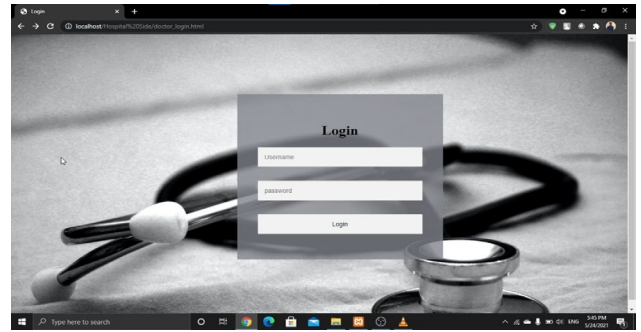 Login
localhost/Hospital%20Side/doctor_login.html
Login
Username
password
Login
Type here to search
ENG
5:45 PM
5/24/2021